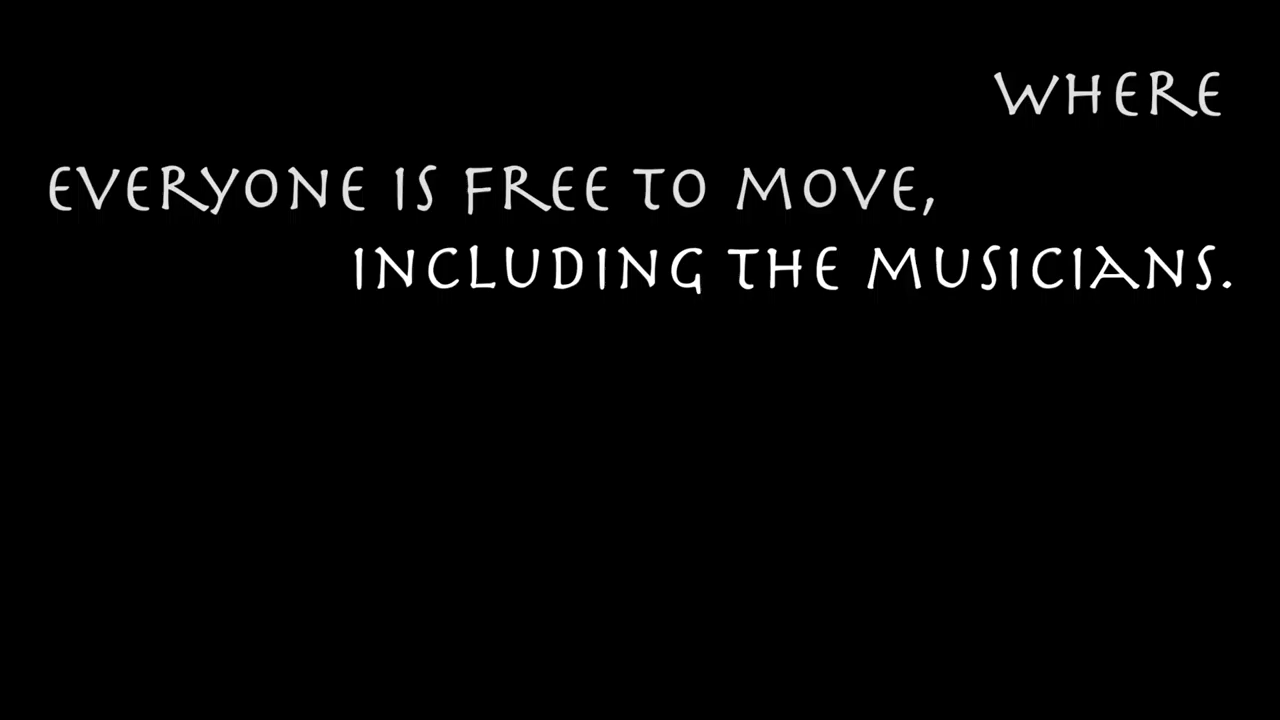 WHERE
EVERYONE IS FREE TO MOVE,
INCLUDING THE MUSICIANS.